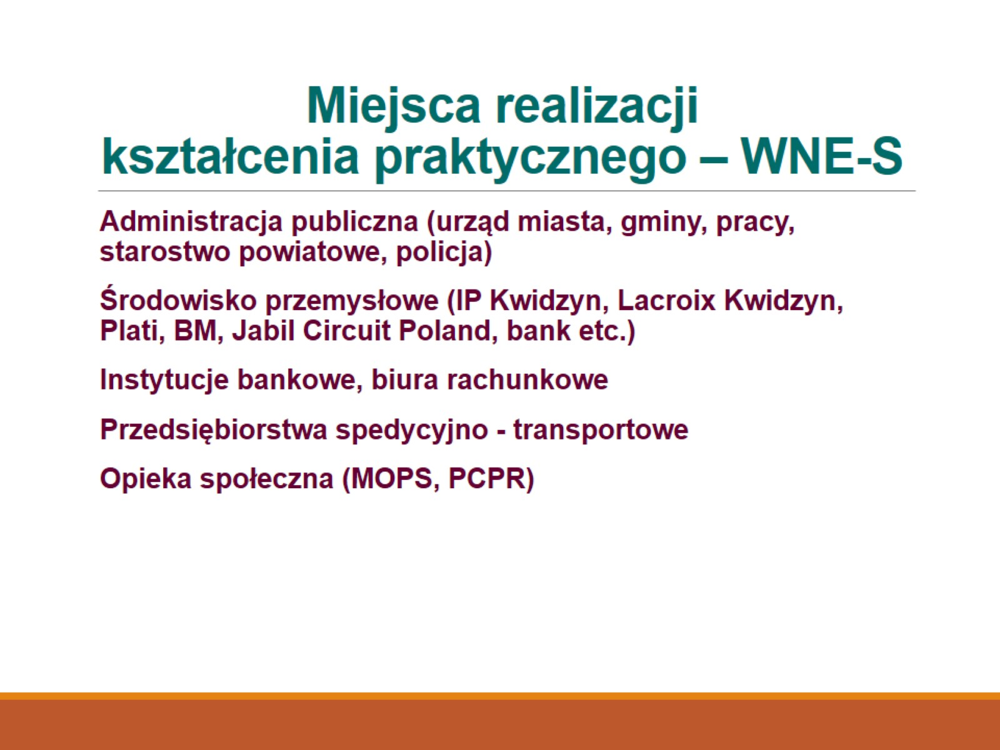 Miejsca realizacji
kształcenia praktycznego – WNE-S
Administracja publiczna (urząd miasta, gminy, pracy,
starostwo powiatowe, policja)
Środowisko przemysłowe (IP Kwidzyn, Lacroix Kwidzyn,
Plati, BM, Jabil Circuit Poland, bank etc.)
Instytucje bankowe, biura rachunkowe
Przedsiębiorstwa spedycyjno - transportowe
Opieka społeczna (MOPS, PCPR)